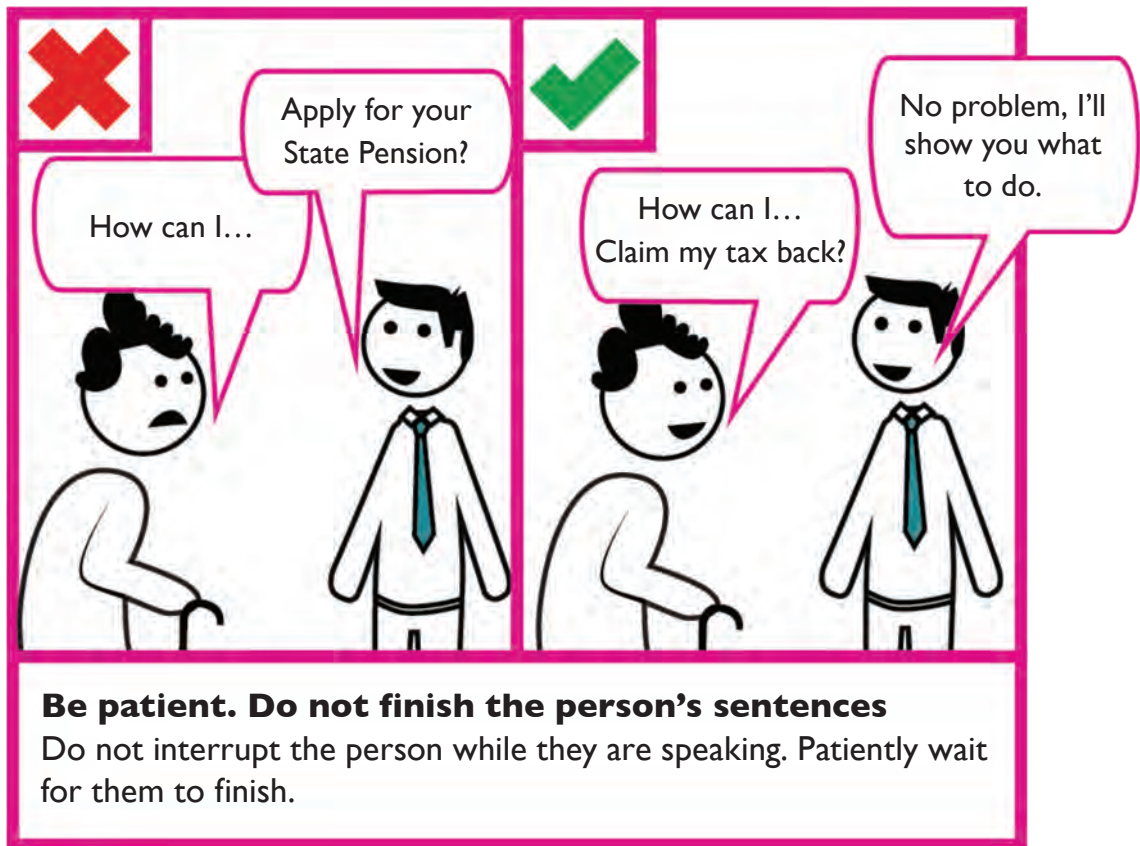 How can I…
Apply for your
State Pension?
How can I…
Claim my tax back?
No problem, I'll
show you what
to do.
Be patient. Do not finish the person's sentences
Do not interrupt the person while they are speaking. Patiently wait
for them to finish.